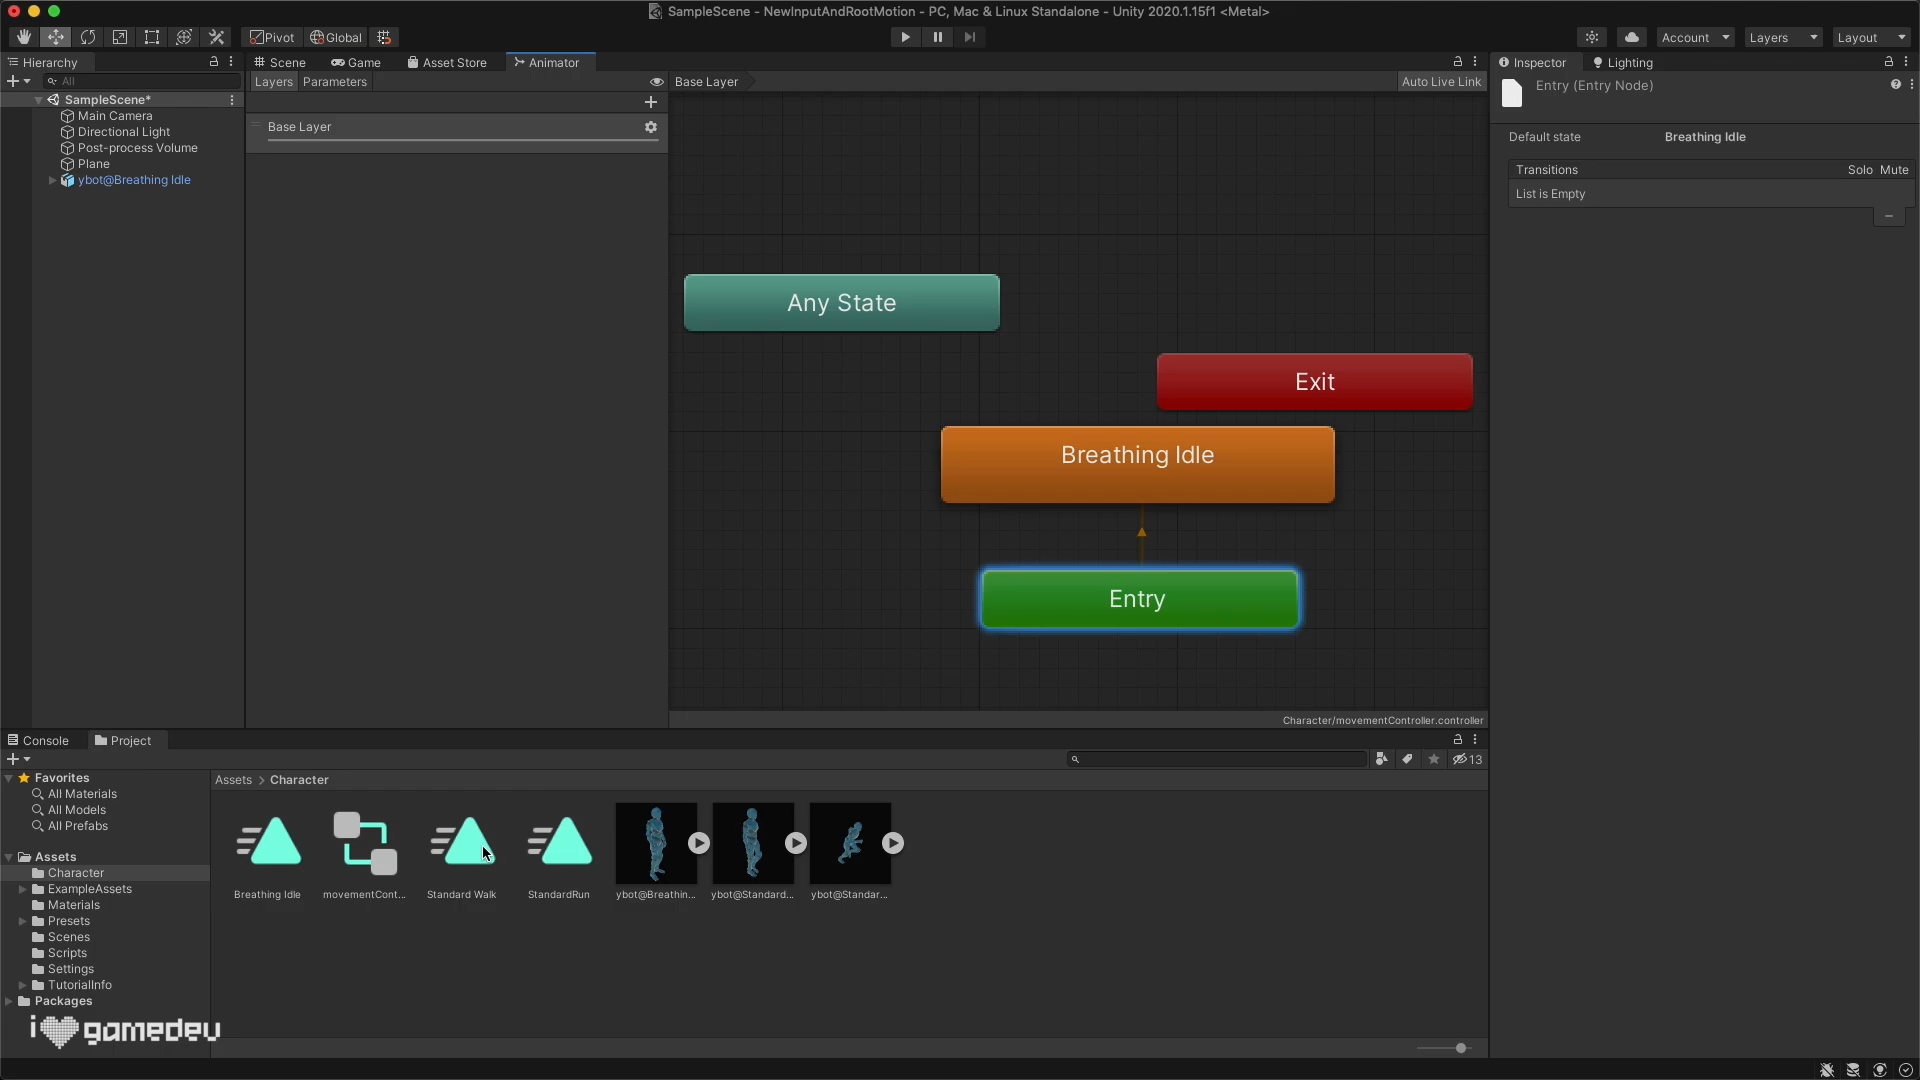 SampleScene - NewInputAndRootMotion - PC, Mac & Linux Standalone - Unity 2020.1.15f1 <Metal>
Pivot
Global
Account
Layers
Layout
Hierarchy
Scene
Game
Asset Store
Animator
Inspector
Lighting
All
Layers
Parameters
Base Layer
Auto Live Link
Entry (Entry Node)
SampleScene*
Main Camera
Directional Light
Post-process Volume
Plane
ybot@Breathing Idle
Base Layer
Default state
Breathing Idle
Transitions
Solo
Mute
List is Empty
Any State
Exit
Breathing Idle
Entry
Character/movementController.controller
Console
Project
13
Favorites
All Materials
All Models
All Prefabs
Assets
Character
ExampleAssets
Materials
Presets
Scenes
Scripts
Settings
TutorialInfo
Packages
Assets > Character
Breathing Idle
movementCont...
Standard Walk
StandardRun
ybot@Breathin...
ybot@Standard...
ybot@Standar...
i gamedev